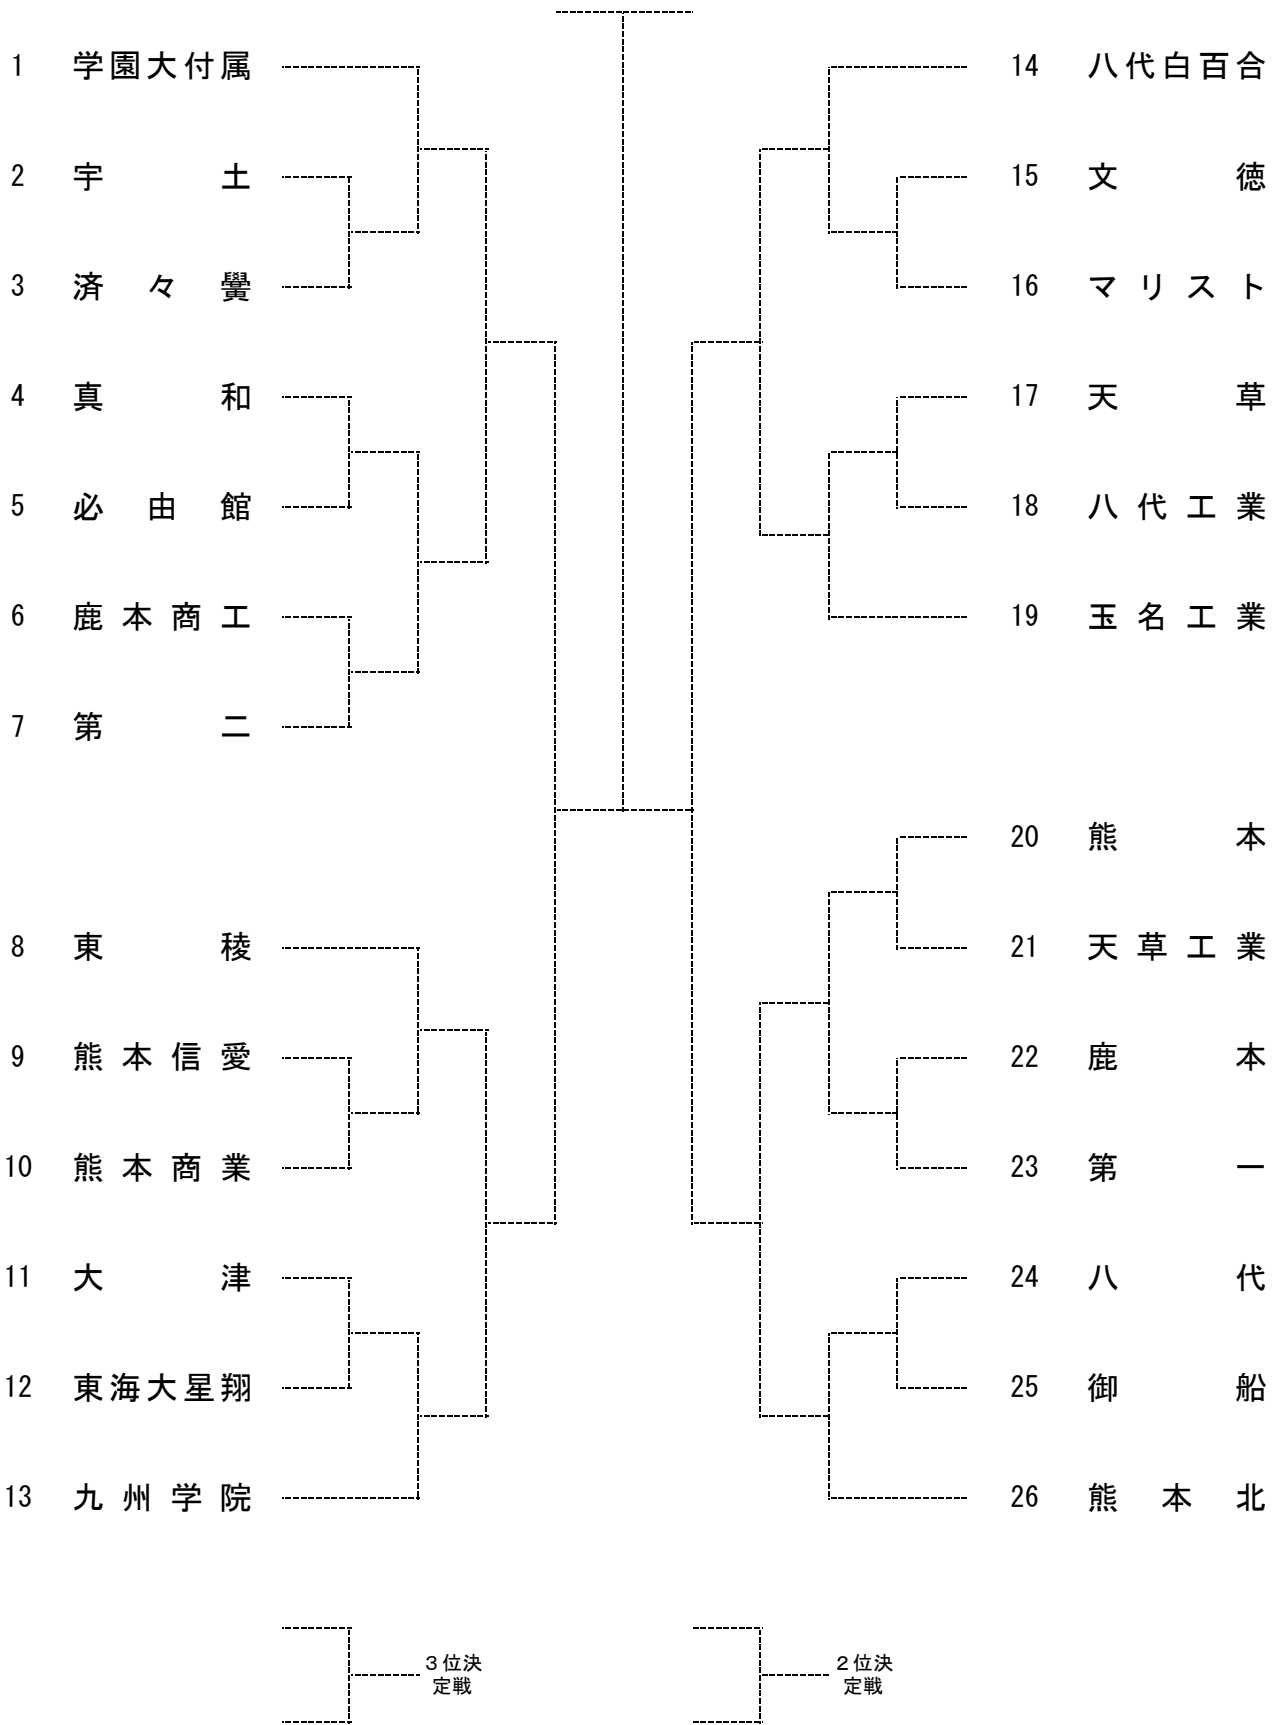 1 学園大付属
2 宇土
3 済々黌
4 真和
5 必由館
6 鹿本商工
7 第二
8 東稜
9 熊本信愛
10 熊本商業
11 大津
12 東海大星翔
13 九州学院
14 八代白百合
15 文徳
16 マリスト
17 天草
18 八代工業
19 玉名工業
20 熊本
21 天草工業
22 鹿本
23 第一
24 八代
25 御船
26 熊本北
３位決
定戦
２位決
定戦